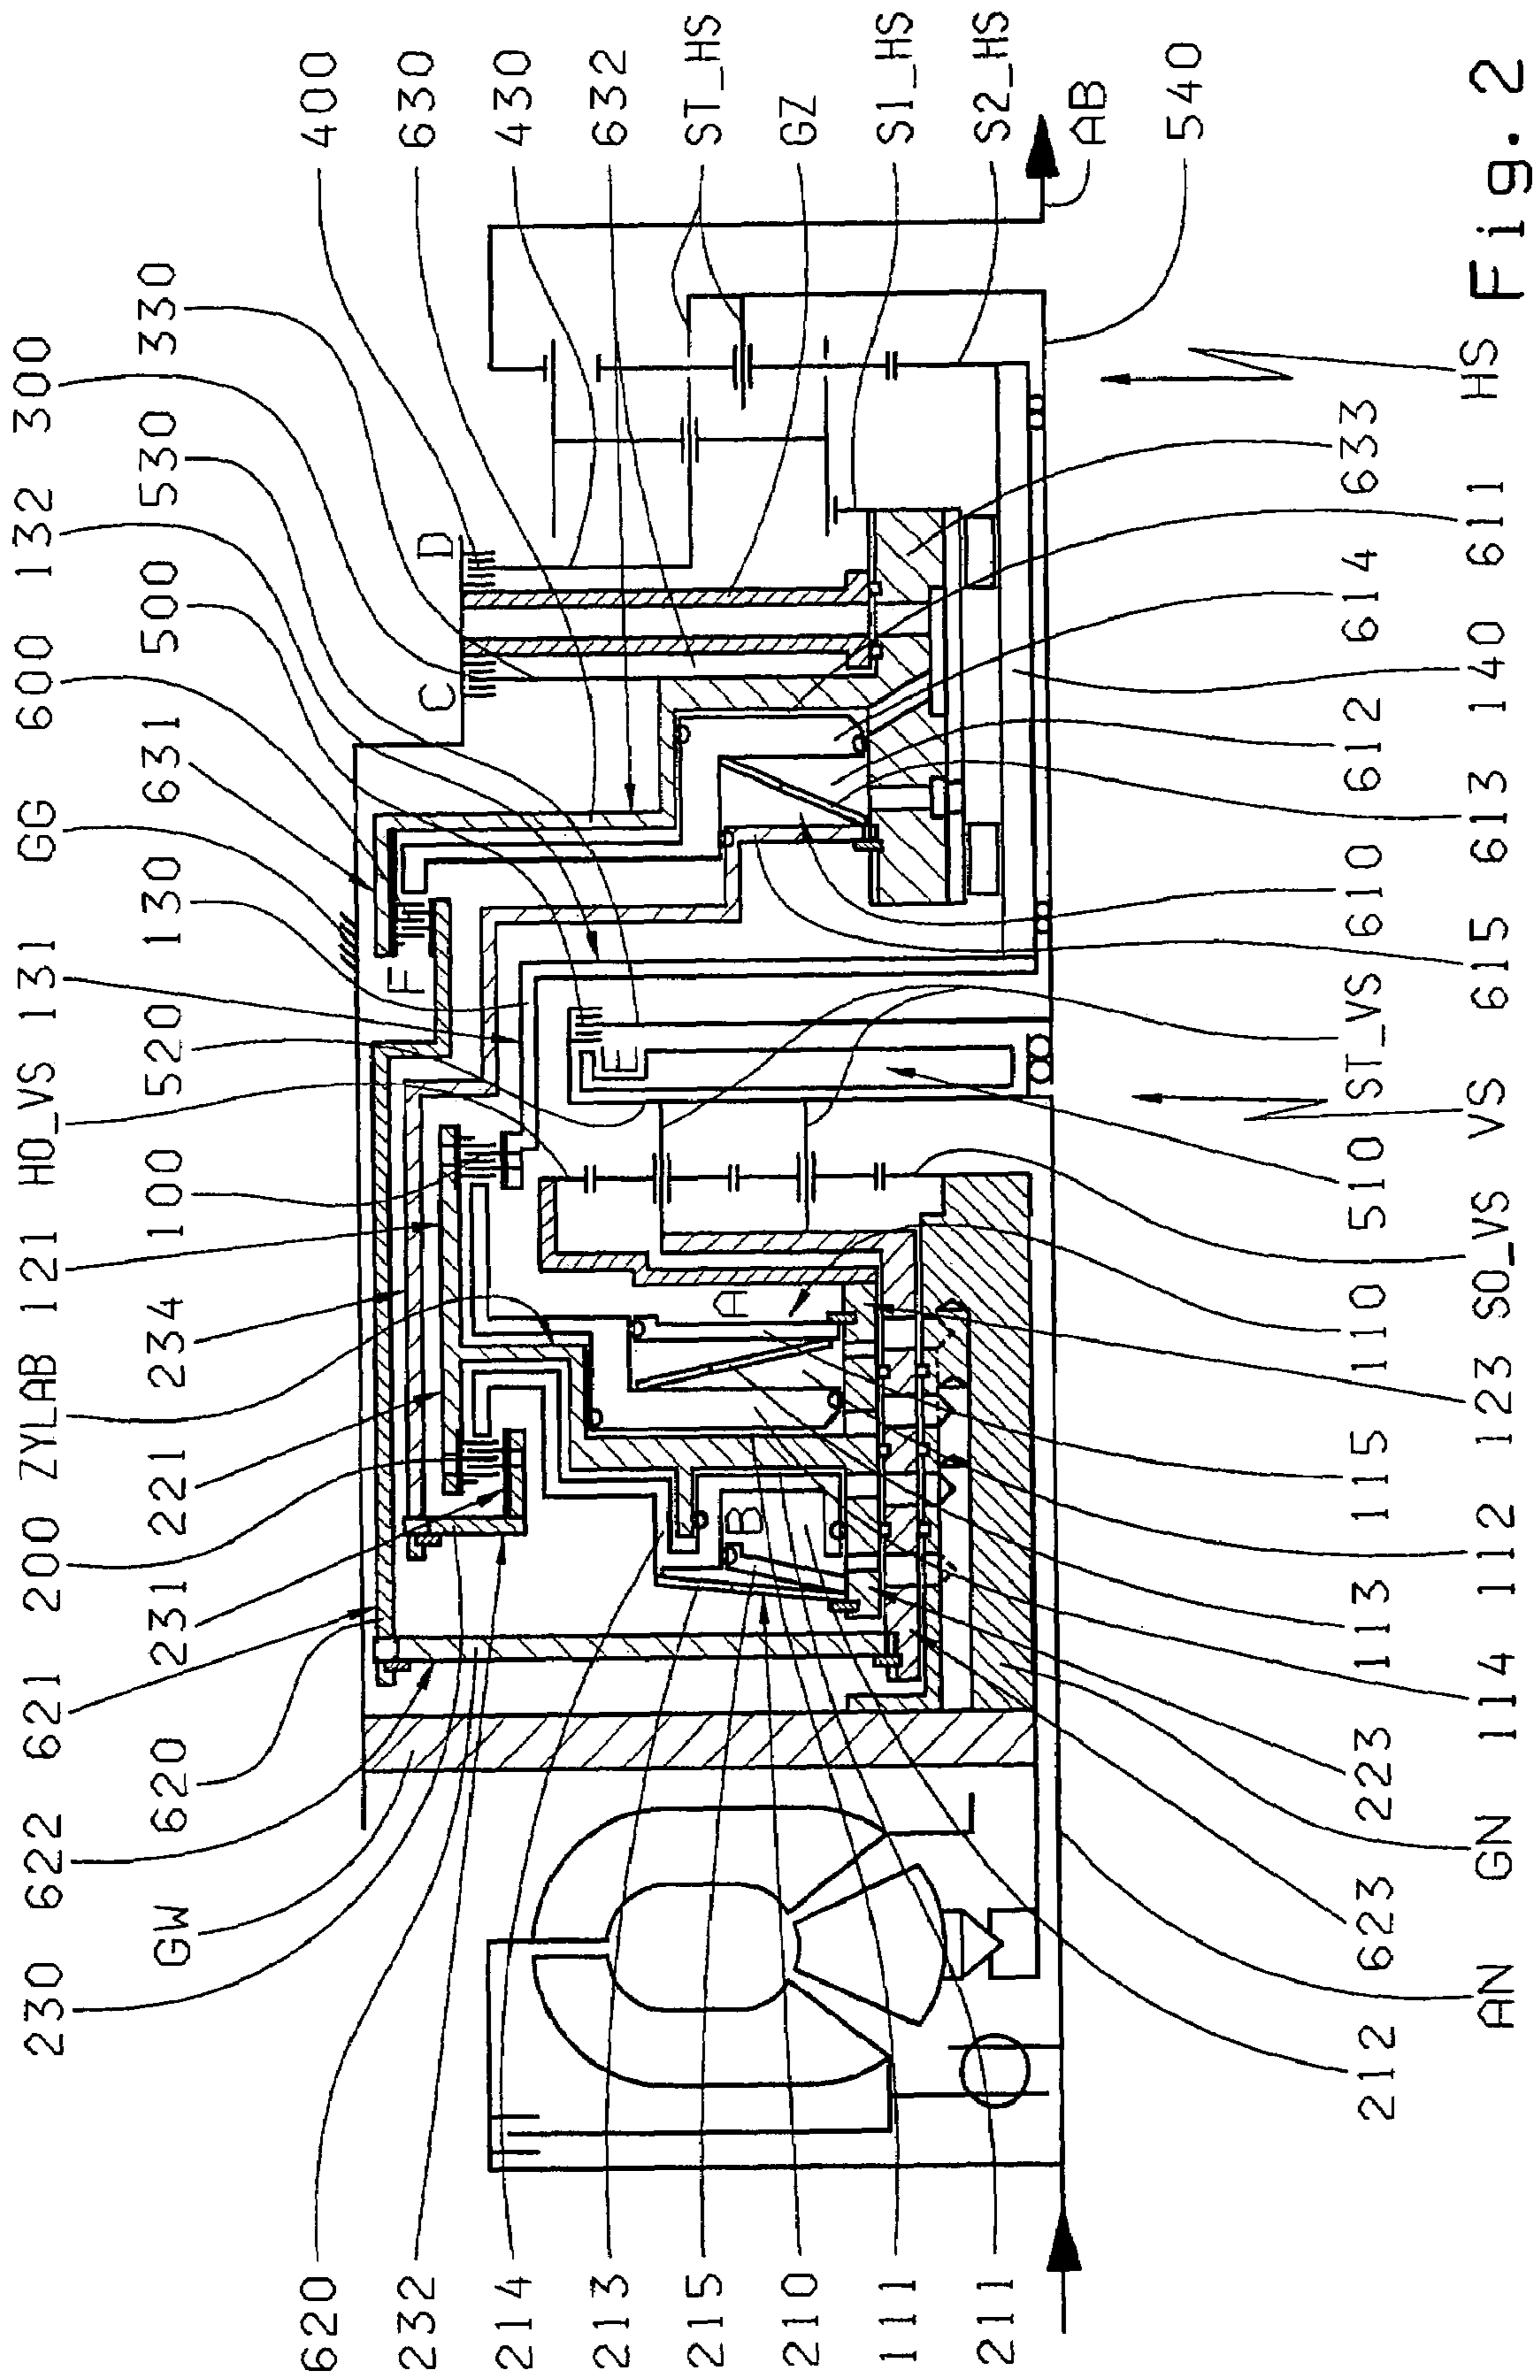 HO_VS 131 GG 600 132 300
520 130 631 500 530 330
200 ZYLAB 121
234 100
622 621 200 221
230 620 231
GW
F
C
D
E
A
B
400
630
430
632
ST_HS
GZ
S1_HS
S2_HS
AB
540
620
232
214
213
215
210
111
211
212 623 223 113 112 115 110 510 ST_VS 610 612 614 611 633 HS
AN GN 114 123 SO_VS VS 615 613 140
Fig. 2